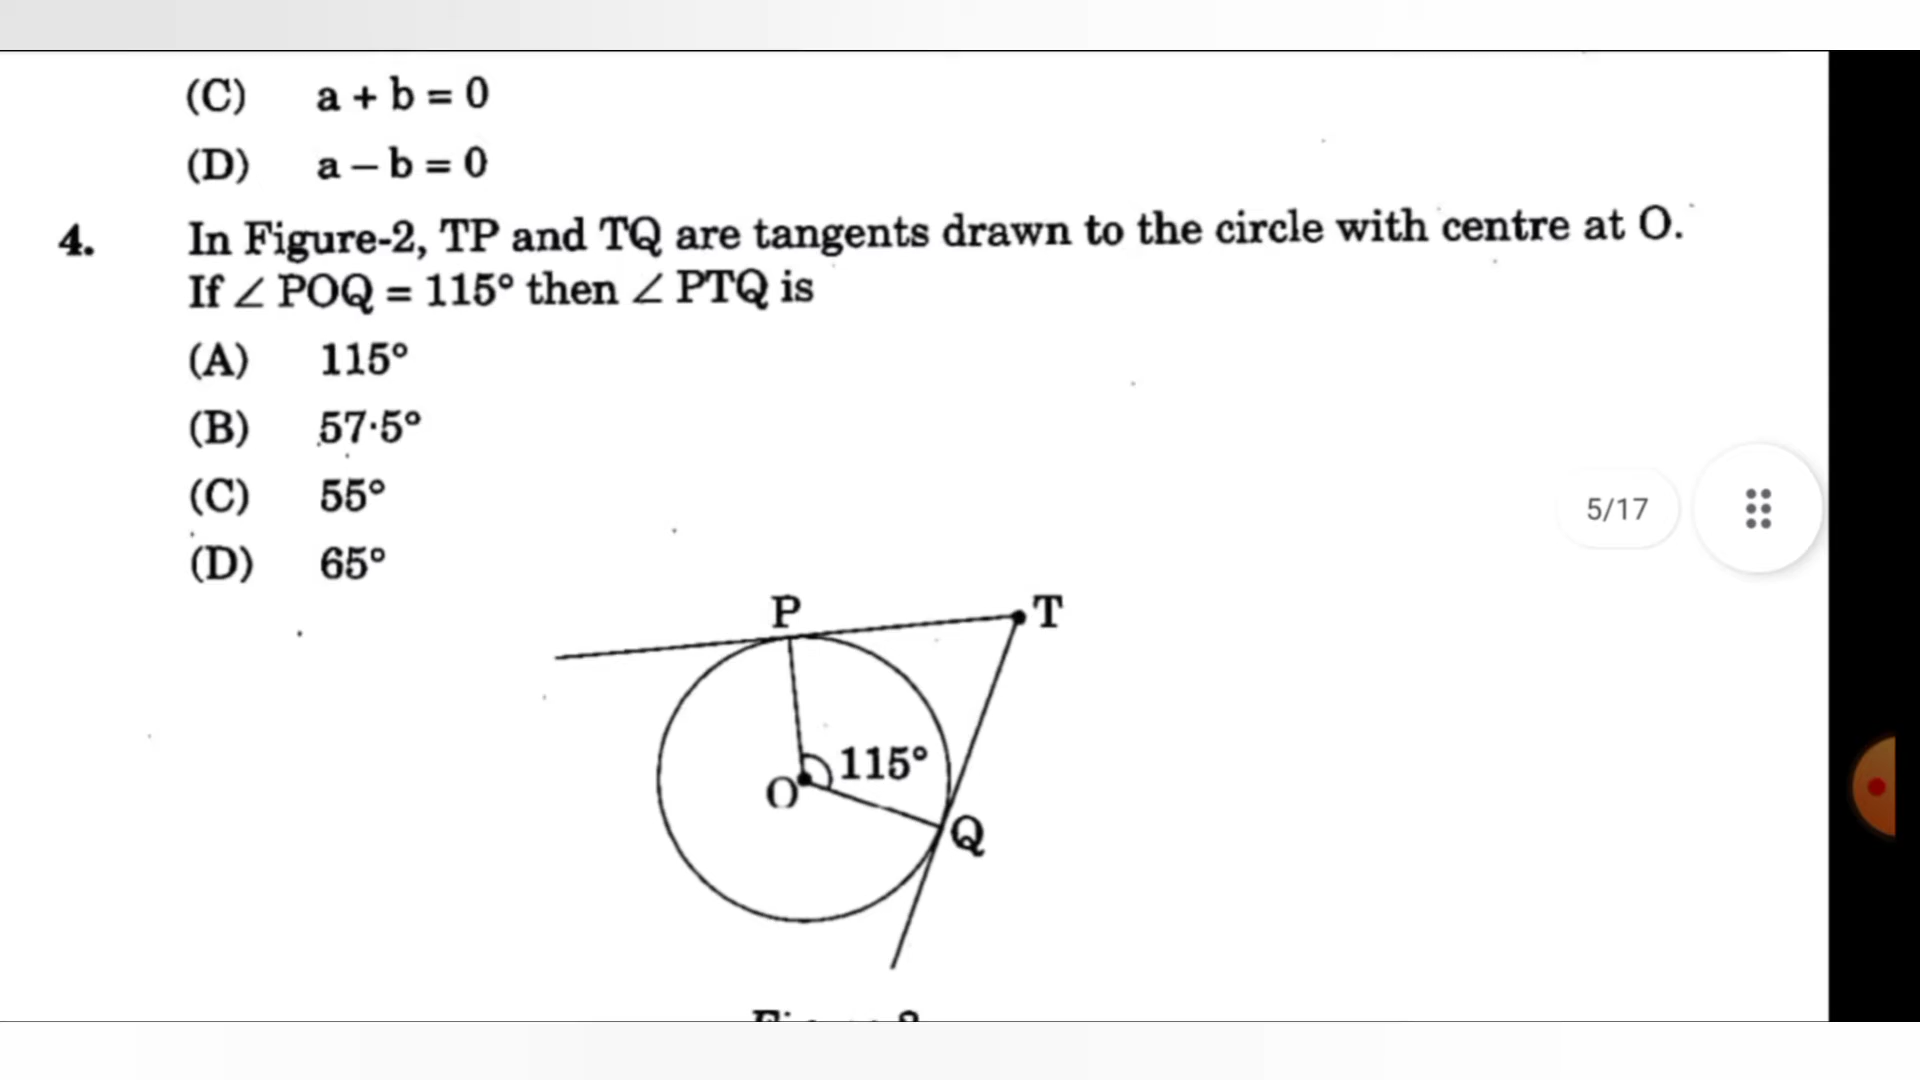 (C) a + b = 0
(D) a – b = 0
4. In Figure-2, TP and TQ are tangents drawn to the circle with centre at O.
If ∠ POQ = 115° then ∠ PTQ is
(A) 115°
(B) 57·5°
(C) 55°
5/17
(D) 65°
P
T
115°
O
Q